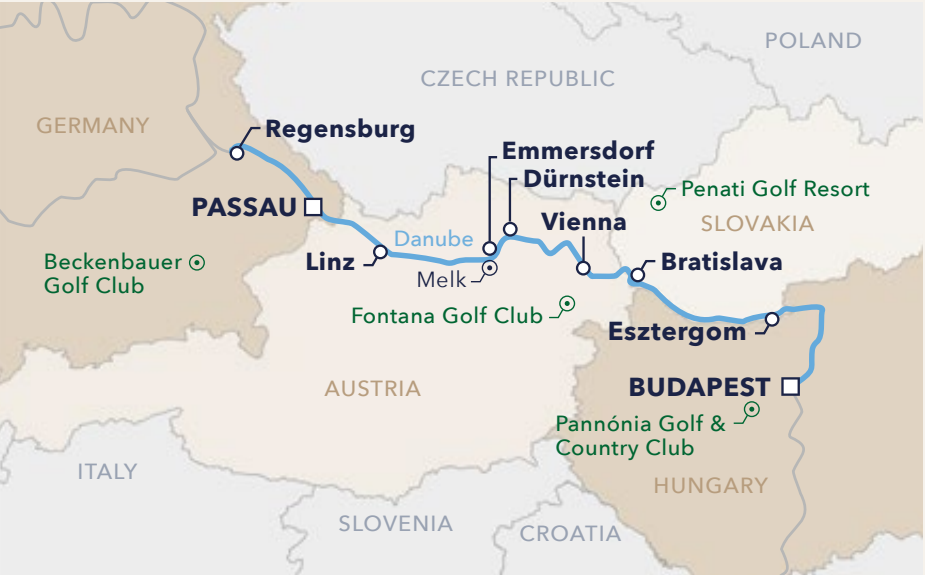 POLAND
CZECH REPUBLIC
GERMANY
Regensburg
Emmersdorf
Dürnstein
Penati Golf Resort
PASSAU
Vienna
SLOVAKIA
Danube
Linz
Bratislava
Beckenbauer
Golf Club
Melk
Fontana Golf Club
Esztergom
AUSTRIA
BUDAPEST
Pannónia Golf &
Country Club
ITALY
HUNGARY
SLOVENIA
CROATIA